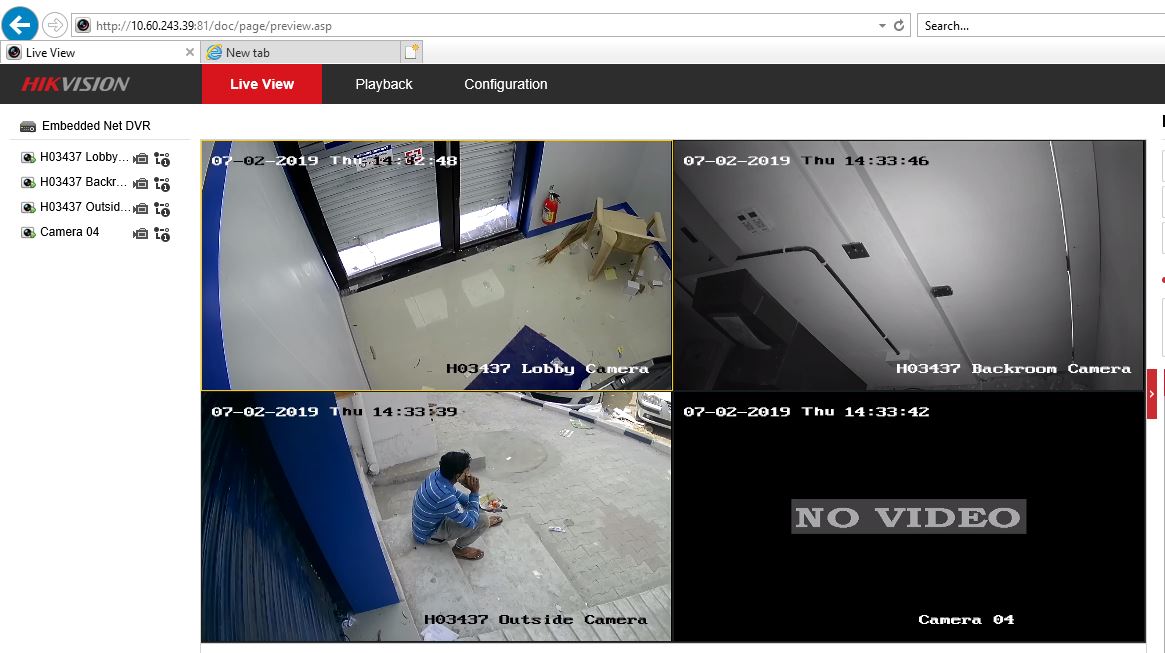 http://10.60.243.39:81/doc/page/preview.asp
Search...
Live View
New tab
HIKVISION
Live View
Playback
Configuration
Embedded Net DVR
H03437 Lobby...
H03437 Backr...
H03437 Outsid...
Camera 04
07-02-2019 Thu 14:32:48
H03437 Lobby Camera
07-02-2019 Thu 14:33:46
H03437 Backroom Camera
07-02-2019 Thu 14:33:39
H03437 Outside Camera
07-02-2019 Thu 14:33:42
NO VIDEO
Camera 04